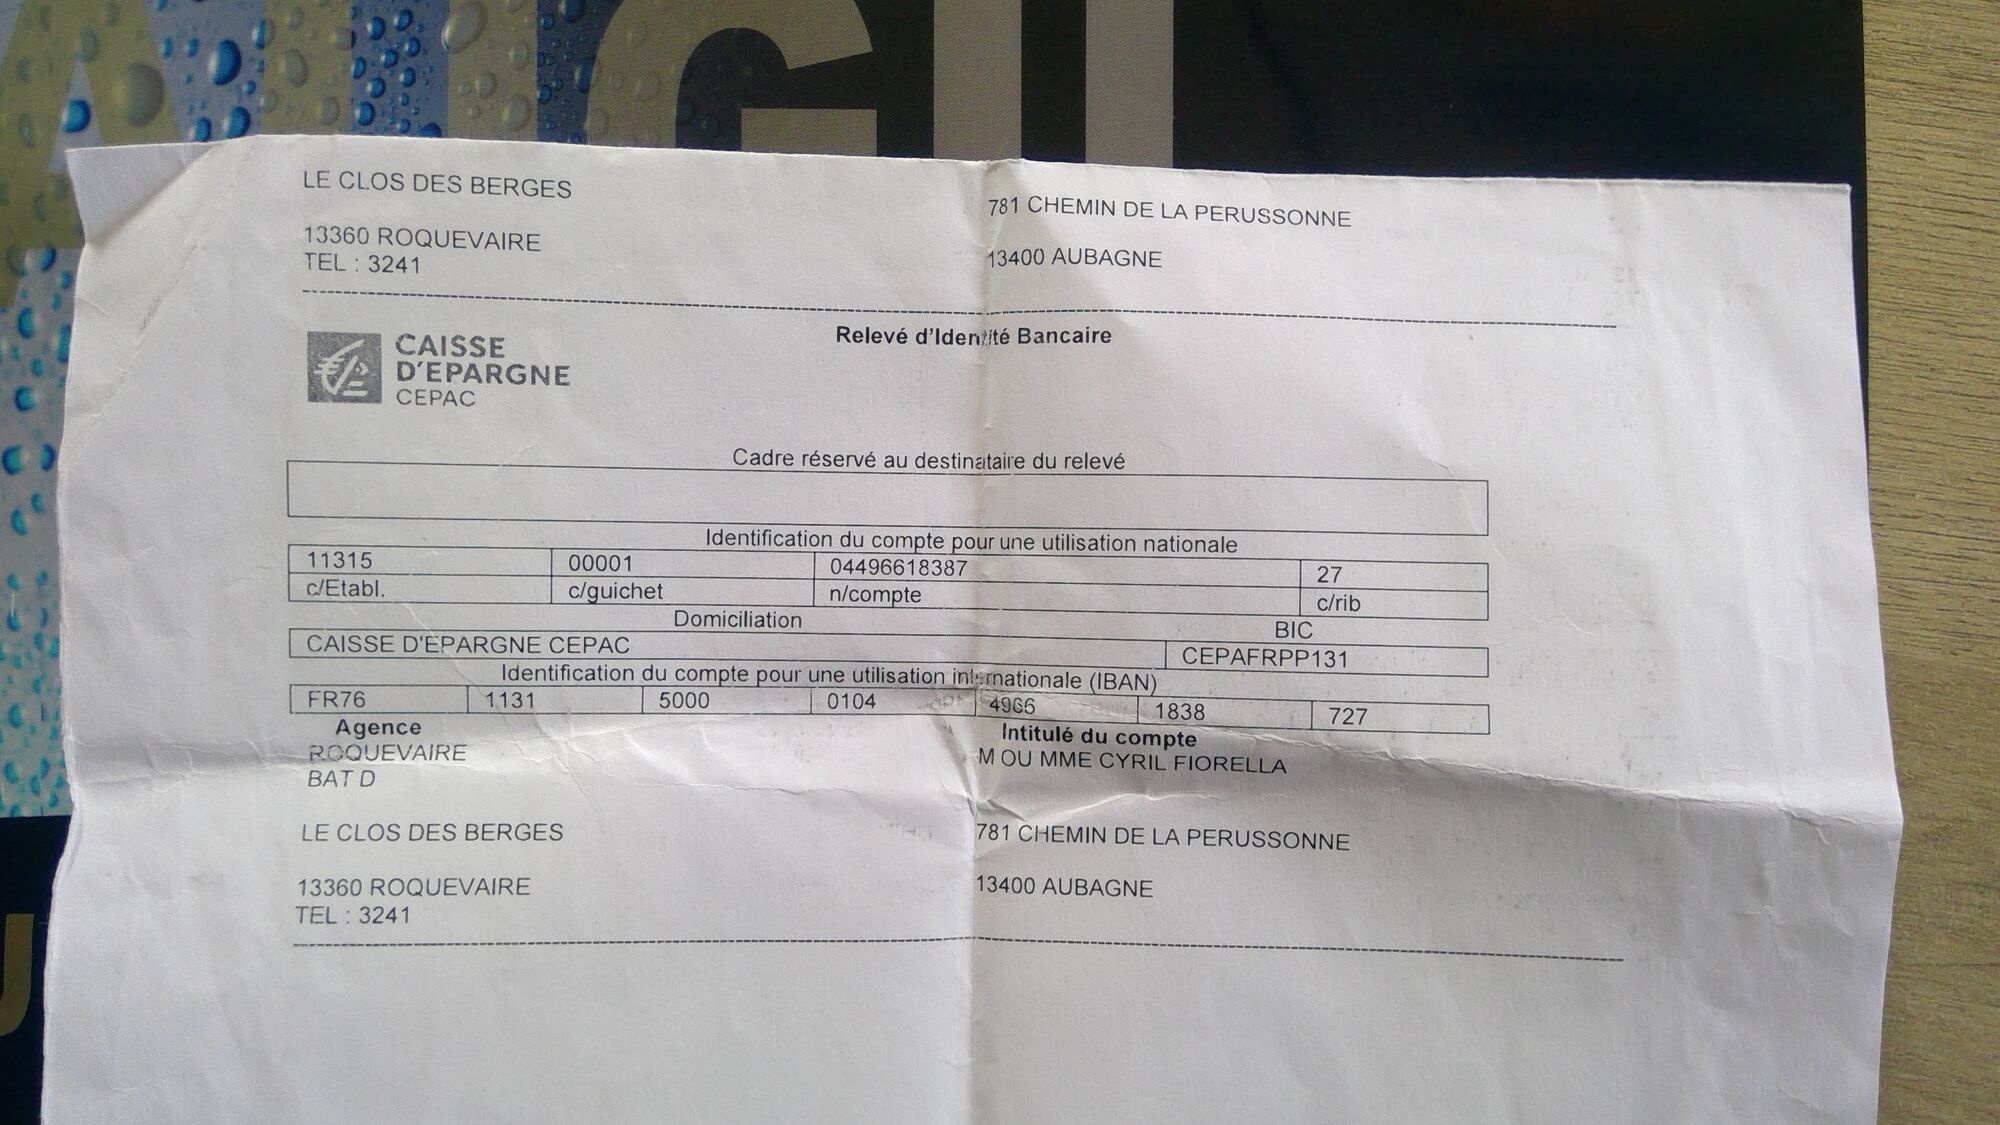 LE CLOS DES BERGES
781 CHEMIN DE LA PERUSSONNE
13360 ROQUEVAIRE
13400 AUBAGNE
TEL : 3241
Relevé d'Identité Bancaire
CAISSE
D'EPARGNE
CEPAC
Cadre réservé au destinataire du relevé
Identification du compte pour une utilisation nationale
11315 00001 04496618387 27
c/Etabl. c/guichet n/compte c/rib
Domiciliation BIC
CAISSE D'EPARGNE CEPAC CEPAFRPP131
Identification du compte pour une utilisation internationale (IBAN)
FR76 1131 5000 0104 4966 1838 727
Agence Intitulé du compte
ROQUEVAIRE M OU MME CYRIL FIORELLA
BAT D
LE CLOS DES BERGES 781 CHEMIN DE LA PERUSSONNE
13360 ROQUEVAIRE 13400 AUBAGNE
TEL : 3241